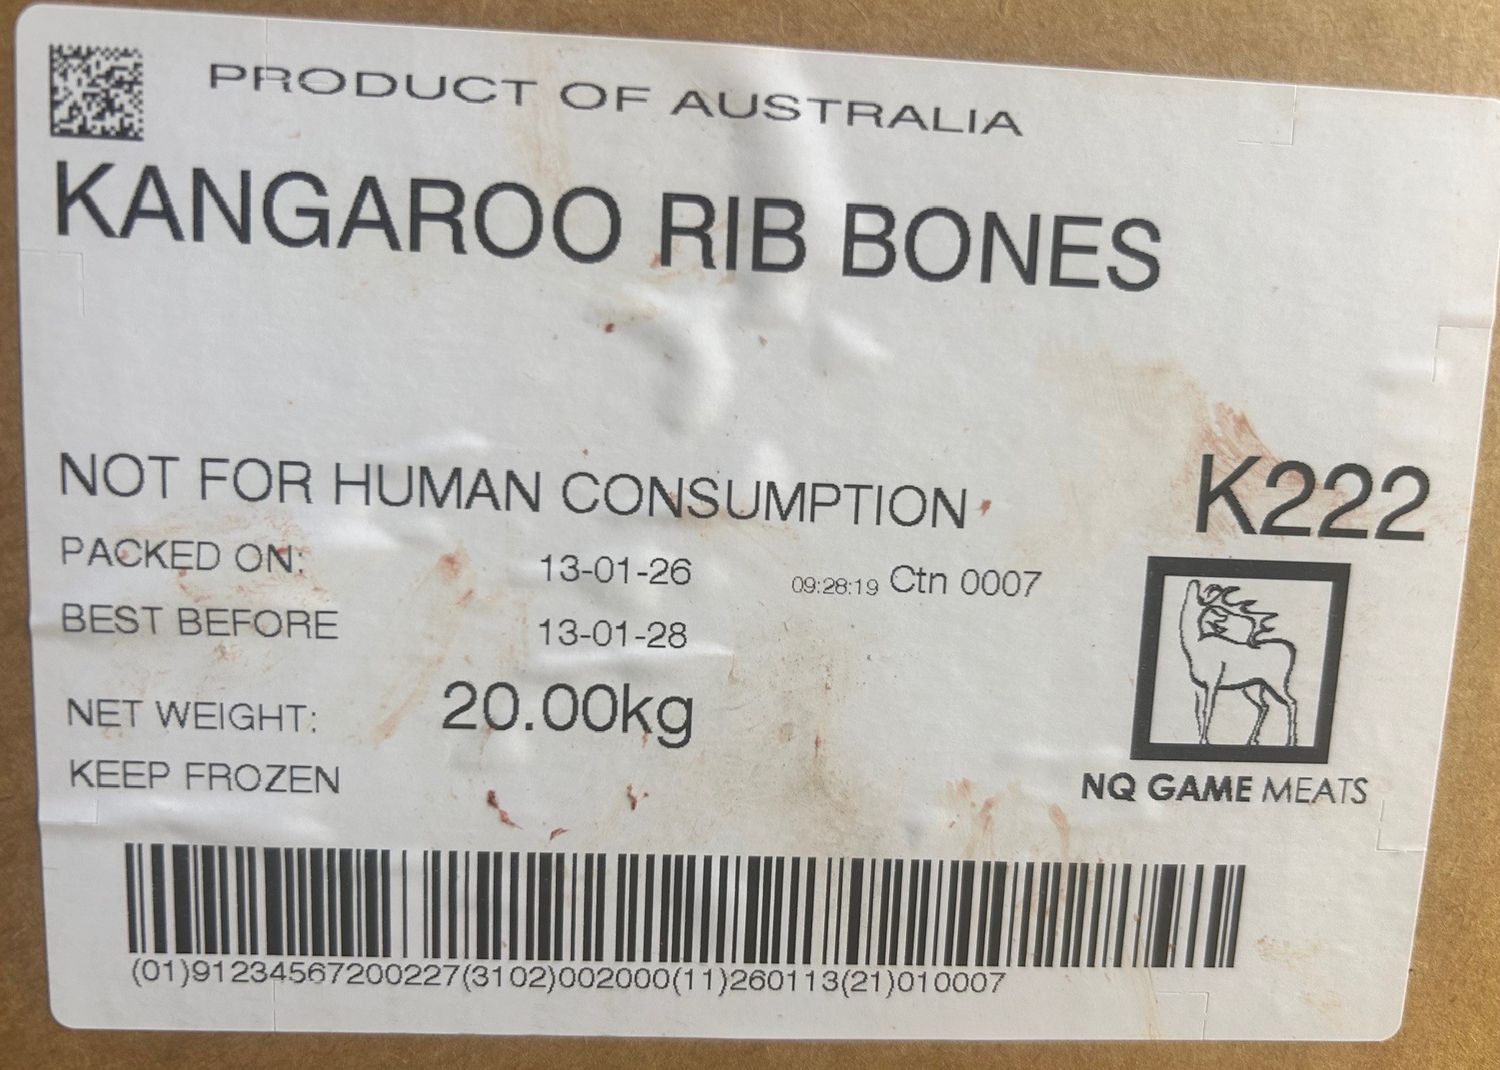 PRODUCT OF AUSTRALIA
KANGAROO RIB BONES
NOT FOR HUMAN CONSUMPTION
K222
PACKED ON: 13-01-26 09:28:19 Ctn 0007
BEST BEFORE 13-01-28
NET WEIGHT: 20.00kg
KEEP FROZEN
NQ GAME MEATS
(01)91234567200227(3102)002000(11)260113(21)010007